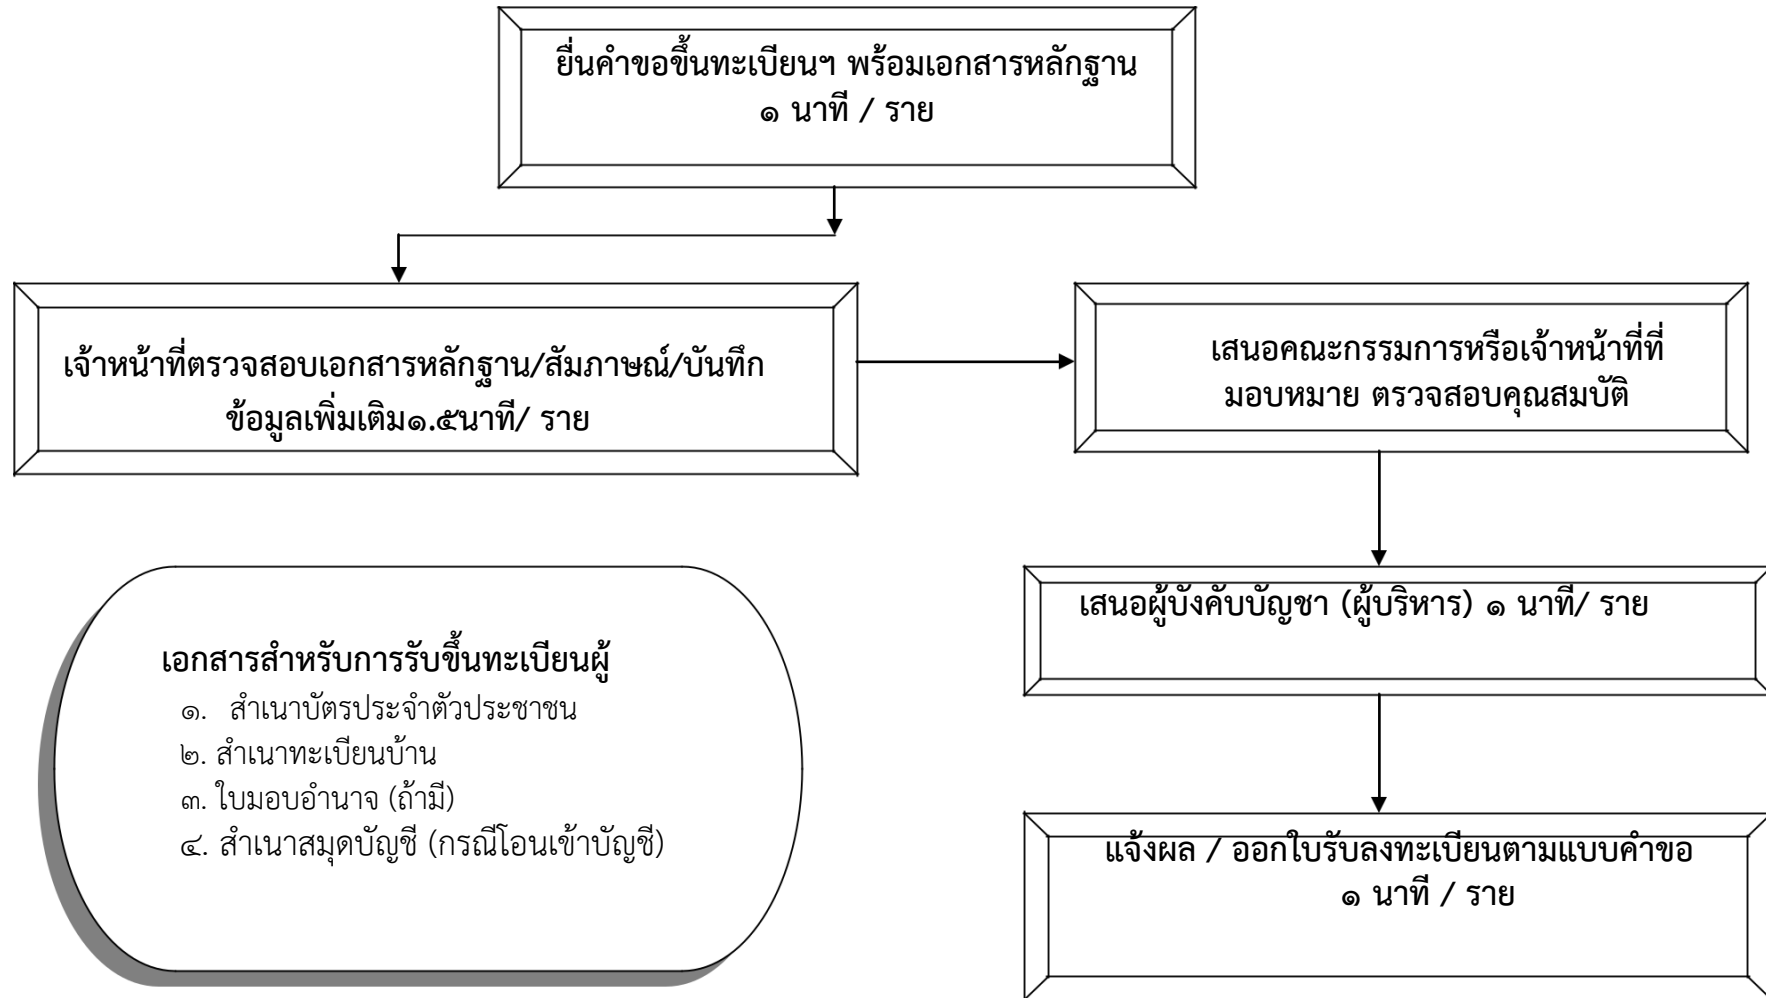 ยื่นคำขอขึ้นทะเบียนฯ พร้อมเอกสารหลักฐาน
๑ นาที / ราย
เจ้าหน้าที่ตรวจสอบเอกสารหลักฐาน/สัมภาษณ์/บันทึก
ข้อมูลเพิ่มเติม๑.๕นาที/ ราย
เสนอคณะกรรมการหรือเจ้าหน้าที่ที่
มอบหมาย ตรวจสอบคุณสมบัติ
เสนอผู้บังคับบัญชา (ผู้บริหาร) ๑ นาที/ ราย
แจ้งผล / ออกใบรับลงทะเบียนตามแบบคำขอ
๑ นาที / ราย
เอกสารสำหรับการรับขึ้นทะเบียนผู้
๑. สำเนาบัตรประจำตัวประชาชน
๒. สำเนาทะเบียนบ้าน
๓. ใบมอบอำนาจ (ถ้ามี)
๔. สำเนาสมุดบัญชี (กรณีโอนเข้าบัญชี)